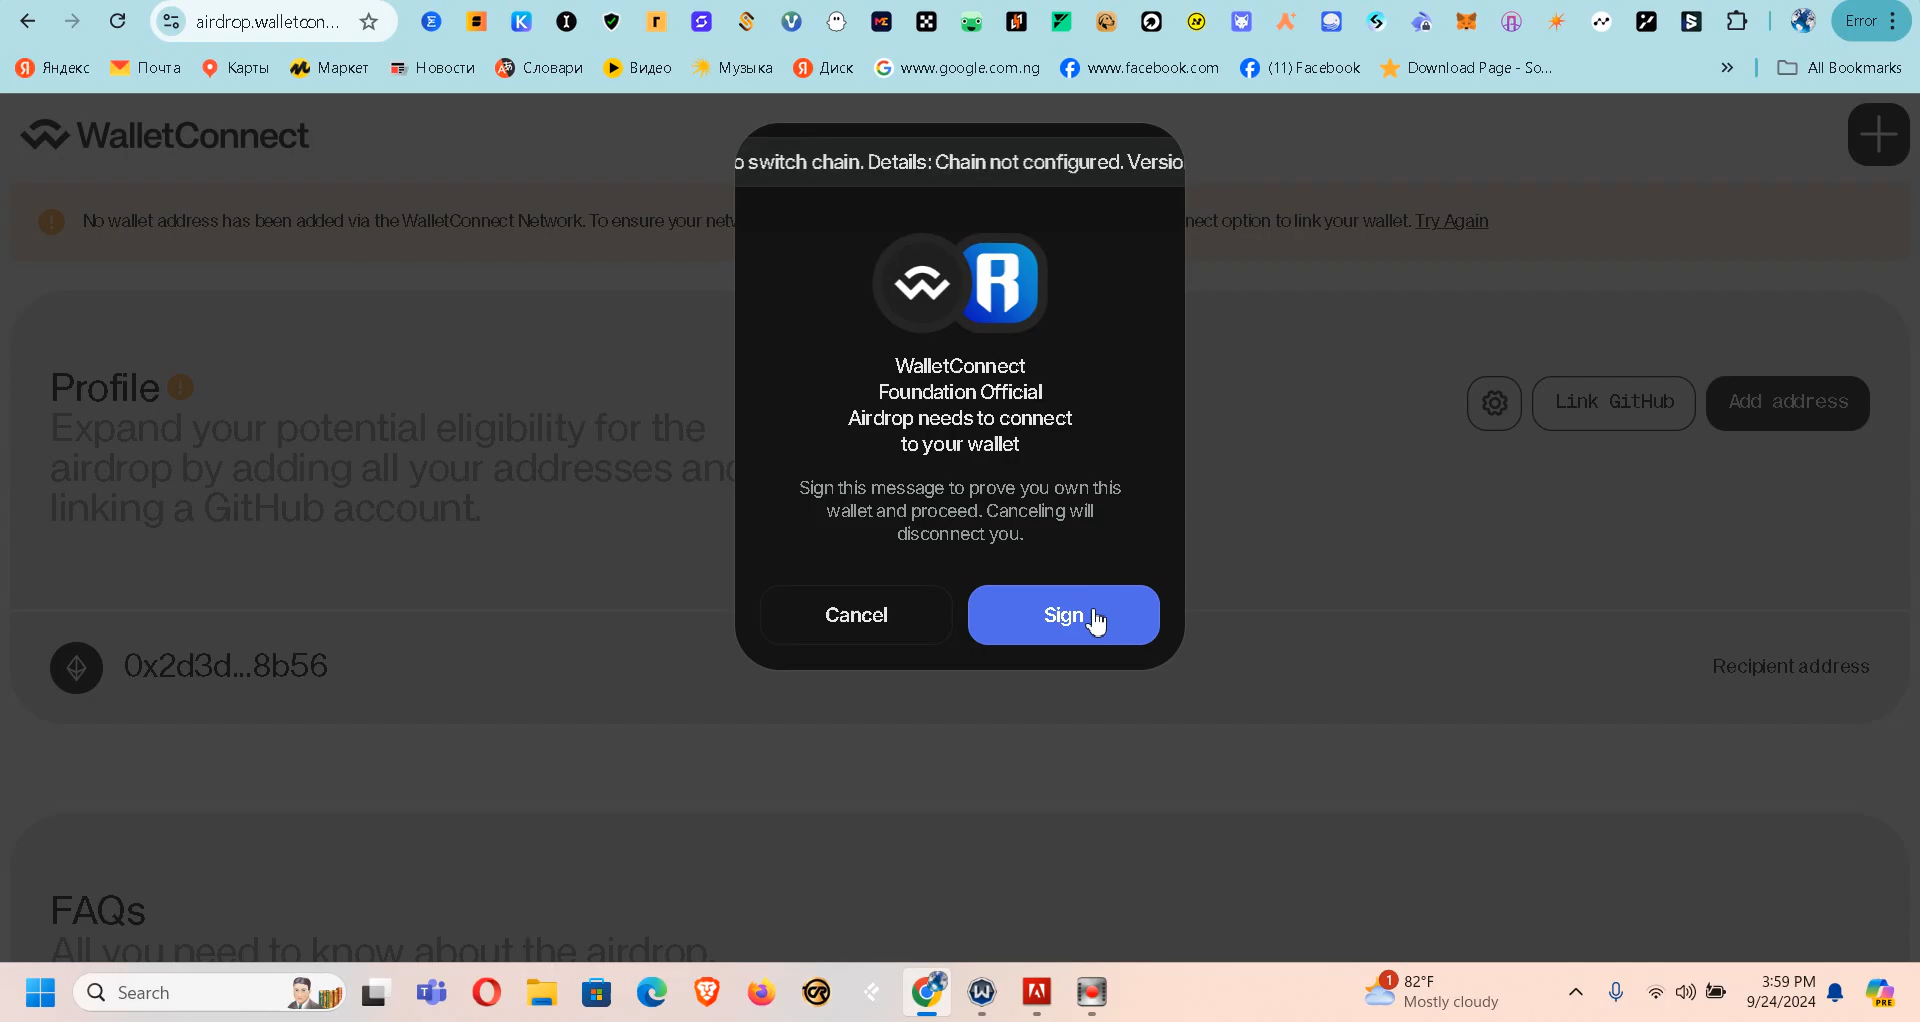 airdrop.walletcon...
Error
Яндекс
Почта
Карты
Маркет
Новости
Словари
Видео
Музыка
Диск
www.google.com.ng
www.facebook.com
(11) Facebook
Download Page - So...
»
All Bookmarks
WalletConnect
o switch chain. Details: Chain not configured. Versio
No wallet address has been added via the WalletConnect Network. To ensure your netw
nect option to link your wallet. Try Again
WalletConnect
Foundation Official
Airdrop needs to connect
to your wallet
Profile
Expand your potential eligibility for the
airdrop by adding all your addresses and
linking a GitHub account.
Link GitHub
Add address
Sign this message to prove you own this
wallet and proceed. Canceling will
disconnect you.
Cancel
Sign
0x2d3d...8b56
Recipient address
FAQs
All you need to know about the airdrop.
Search
1
82°F
Mostly cloudy
3:59 PM
9/24/2024
PRE